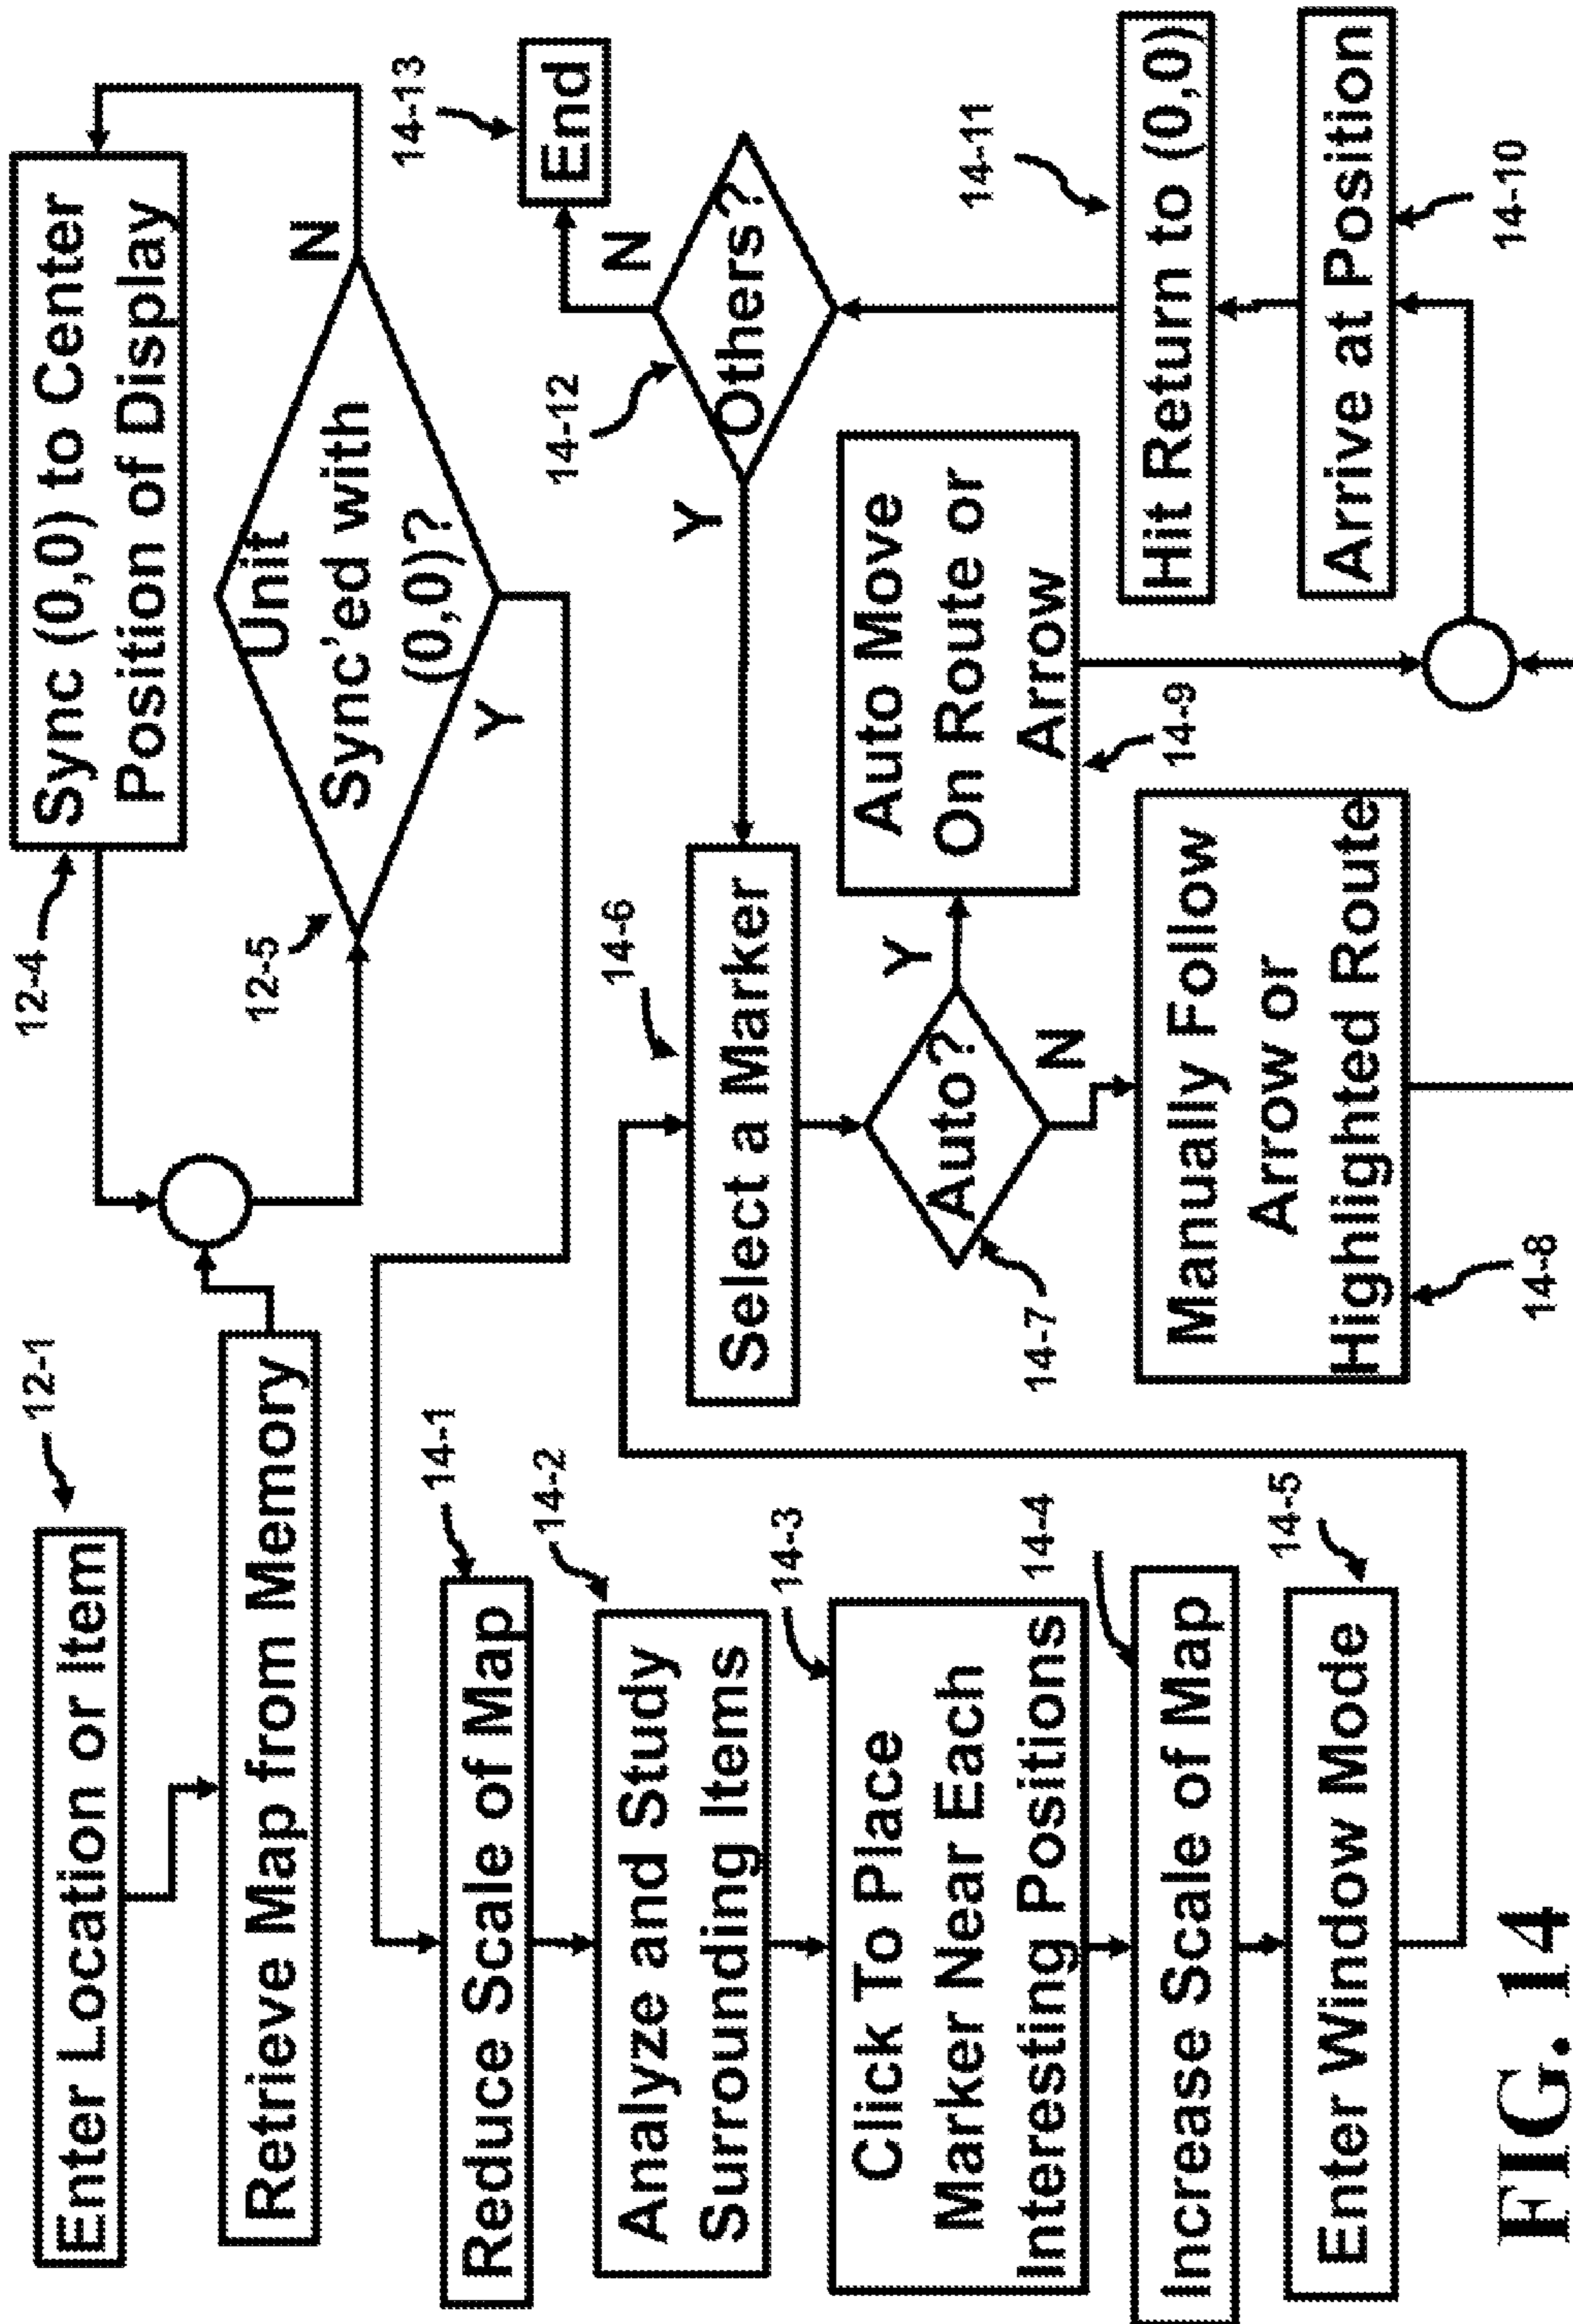 12-1
Enter Location or Item
Retrieve Map from Memory
12-4
Sync (0,0) to Center
Position of Display
12-5
Unit
Sync'ed with
(0,0)?
N
Y
14-1
Reduce Scale of Map
14-2
Analyze and Study
Surrounding Items
14-3
Click To Place
Marker Near Each
Interesting Positions
14-4
Increase Scale of Map
14-5
Enter Window Mode
14-6
Select a Marker
14-7
Auto?
Y
N
14-8
Manually Follow
Arrow or
Highlighted Route
Auto Move
On Route or
Arrow
14-9
14-10
Arrive at Position
14-11
Hit Return to (0,0)
14-12
Others?
Y
N
14-13
End
FIG. 14